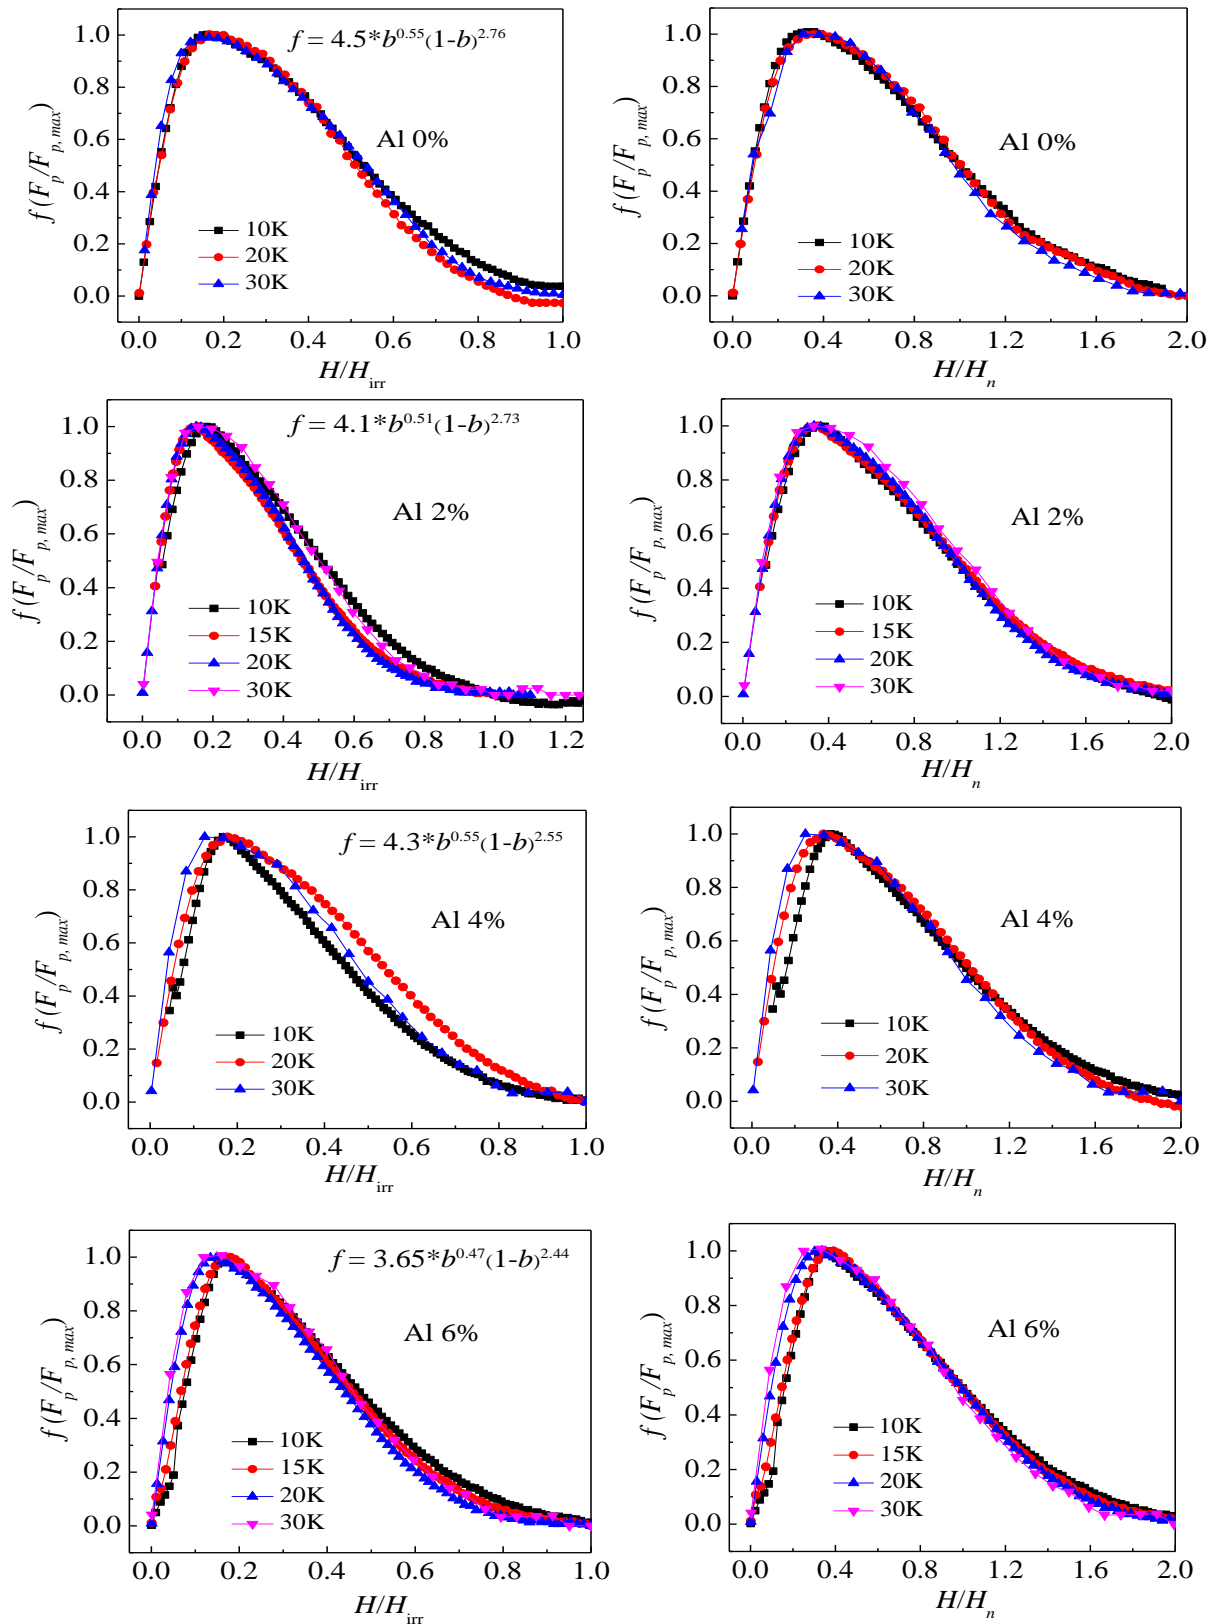 f = 4.5*b^0.55(1-b)^2.76
Al 0%
10K
20K
30K
f (F_p/F_p, max)
1.0
0.8
0.6
0.4
0.2
0.0
0.0 0.2 0.4 0.6 0.8 1.0
H/H_irr
Al 0%
10K
20K
30K
f (F_p/F_p, max)
1.0
0.8
0.6
0.4
0.2
0.0
0.0 0.4 0.8 1.2 1.6 2.0
H/H_n
f = 4.1*b^0.51(1-b)^2.73
Al 2%
10K
15K
20K
30K
f (F_p/F_p, max)
1.0
0.8
0.6
0.4
0.2
0.0
0.0 0.2 0.4 0.6 0.8 1.0 1.2
H/H_irr
Al 2%
10K
15K
20K
30K
f (F_p/F_p, max)
1.0
0.8
0.6
0.4
0.2
0.0
0.0 0.4 0.8 1.2 1.6 2.0
H/H_n
f = 4.3*b^0.55(1-b)^2.55
Al 4%
10K
20K
30K
f (F_p/F_p, max)
1.0
0.8
0.6
0.4
0.2
0.0
0.0 0.2 0.4 0.6 0.8 1.0
H/H_irr
Al 4%
10K
20K
30K
f (F_p/F_p, max)
1.0
0.8
0.6
0.4
0.2
0.0
0.0 0.4 0.8 1.2 1.6 2.0
H/H_n
f = 3.65*b^0.47(1-b)^2.44
Al 6%
10K
15K
20K
30K
f (F_p/F_p, max)
1.0
0.8
0.6
0.4
0.2
0.0
0.0 0.2 0.4 0.6 0.8 1.0
H/H_irr
Al 6%
10K
15K
20K
30K
f (F_p/F_p, max)
1.0
0.8
0.6
0.4
0.2
0.0
0.0 0.4 0.8 1.2 1.6 2.0
H/H_n